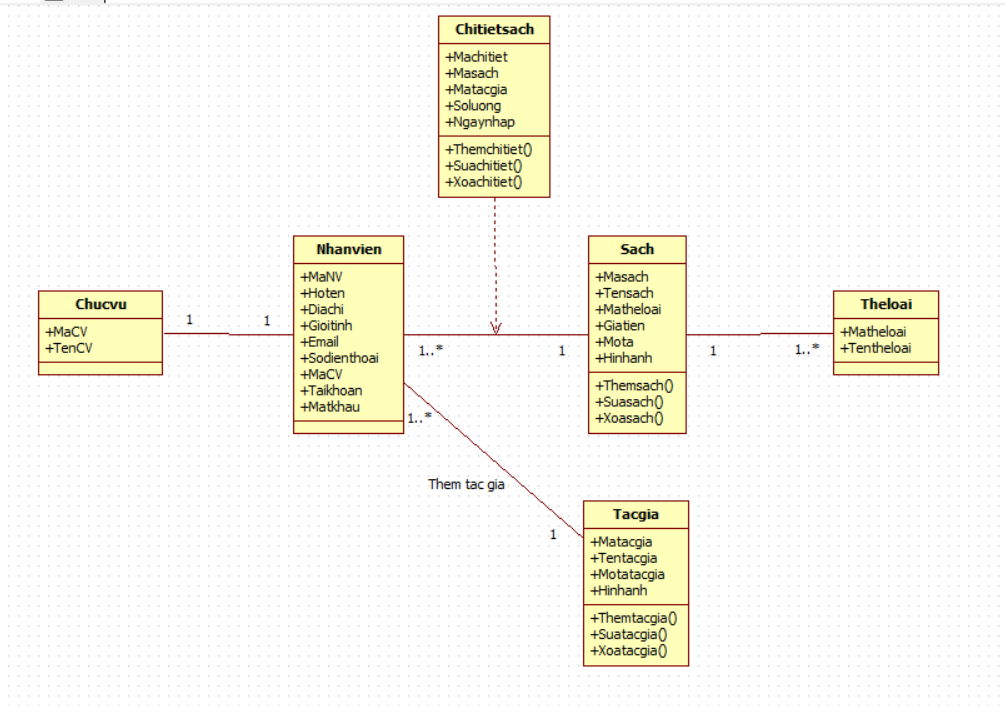 Chitietsach
+Machitiet
+Masach
+Matacgia
+Soluong
+Ngaynhap
+Themchitiet()
+Suachitiet()
+Xoachitiet()
Chucvu
+MaCV
+TenCV
1
1
Nhanvien
+MaNV
+Hoten
+Diachi
+Gioitinh
+Email
+Sodienthoai
+MaCV
+Taikhoan
+Matkhau
1..*
1
Sach
+Masach
+Tensach
+Matheloai
+Giatien
+Mota
+Hinhanh
+Themsach()
+Suasach()
+Xoasach()
1
1..*
Theloai
+Matheloai
+Tentheloai
1..*
Them tac gia
1
Tacgia
+Matacgia
+Tentacgia
+Motatacgia
+Hinhanh
+Themtacgia()
+Suatacgia()
+Xoatacgia()